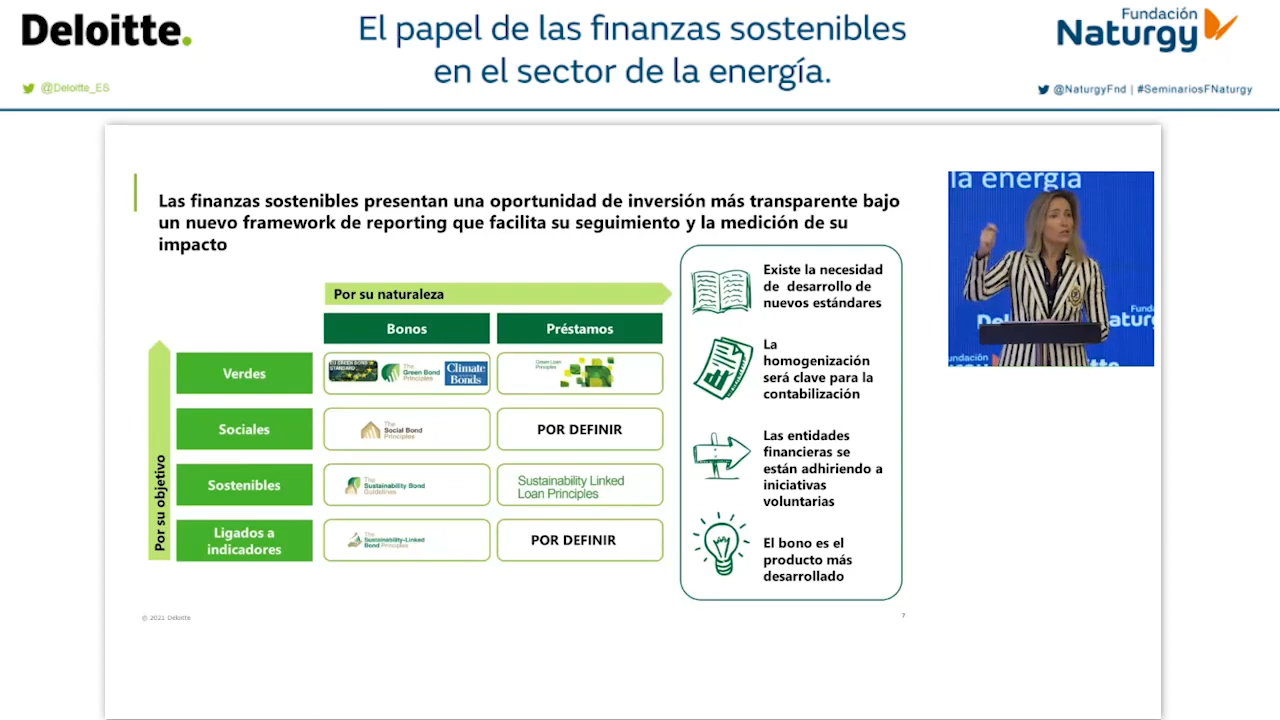 Deloitte.
@Deloitte_ES
El papel de las finanzas sostenibles
en el sector de la energía.
Fundación
Naturgy
@NaturgyFnd | #SeminariosFNaturgy
Las finanzas sostenibles presentan una oportunidad de inversión más transparente bajo
un nuevo framework de reporting que facilita su seguimiento y la medición de su
impacto
Por su naturaleza
Bonos
Préstamos
Por su objetivo
Verdes
EU GREEN BOND
STANDARD
The
Green Bond
Principles
Climate
Bonds
Green Loan
Principles
Sociales
The
Social Bond
Principles
POR DEFINIR
Sostenibles
The
Sustainability Bond
Guidelines
Sustainability Linked
Loan Principles
Ligados a
indicadores
The
Sustainability-Linked
Bond Principles
POR DEFINIR
Existe la necesidad
de desarrollo de
nuevos estándares
La
homogenización
será clave para la
contabilización
Las entidades
financieras se
están adhiriendo a
iniciativas
voluntarias
El bono es el
producto más
desarrollado
© 2021 Deloitte
7
la energía